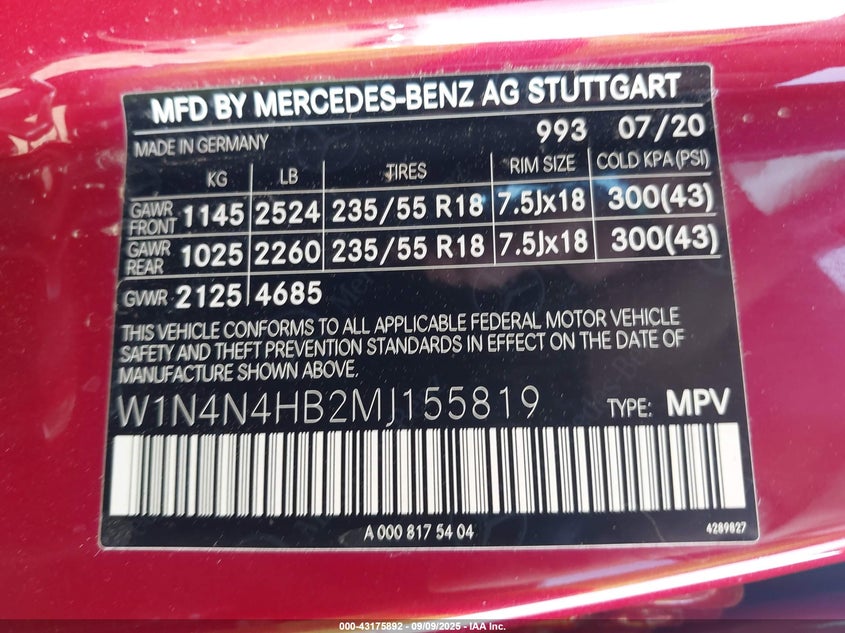 MFD BY MERCEDES-BENZ AG STUTTGART
MADE IN GERMANY 993 07/20
KG LB TIRES RIM SIZE COLD KPA (PSI)
GAWR FRONT 1145 2524 235/55 R18 7.5Jx18 300(43)
GAWR REAR 1025 2260 235/55 R18 7.5Jx18 300(43)
GVWR 2125 4685
THIS VEHICLE CONFORMS TO ALL APPLICABLE FEDERAL MOTOR VEHICLE
SAFETY AND THEFT PREVENTION STANDARDS IN EFFECT ON THE DATE OF
MANUFACTURE SHOWN ABOVE.
W1N4N4HB2MJ155819 TYPE: MPV
A 000 817 54 04 4289827
000-43175892 - 09/09/2025 - IAA Inc.